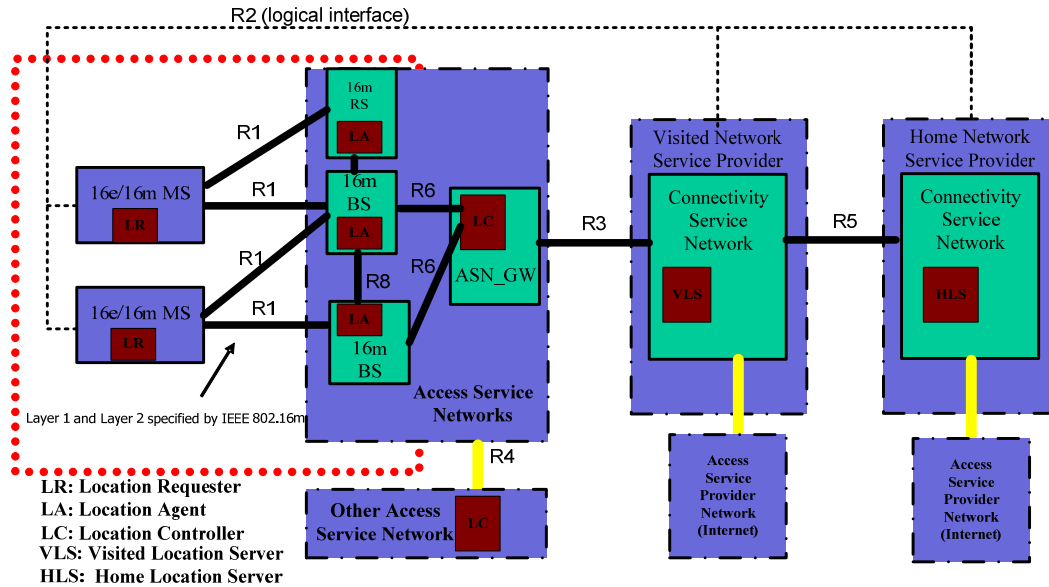 R2 (logical interface)
16m
RS
LA
R1
R1
16e/16m MS
LR
16m
BS
LA
R6
LC
ASN_GW
R6
R8
R1
R1
16e/16m MS
LR
LA
16m
BS
Access Service
Networks
Layer 1 and Layer 2 specified by IEEE 802.16m
R3
Visited Network
Service Provider
Connectivity
Service
Network
VLS
R5
Home Network
Service Provider
Connectivity
Service
Network
HLS
R4
Other Access
Service Network
LC
Access
Service
Provider
Network
(Internet)
Access
Service
Provider
Network
(Internet)
LR: Location Requester
LA: Location Agent
LC: Location Controller
VLS: Visited Location Server
HLS: Home Location Server